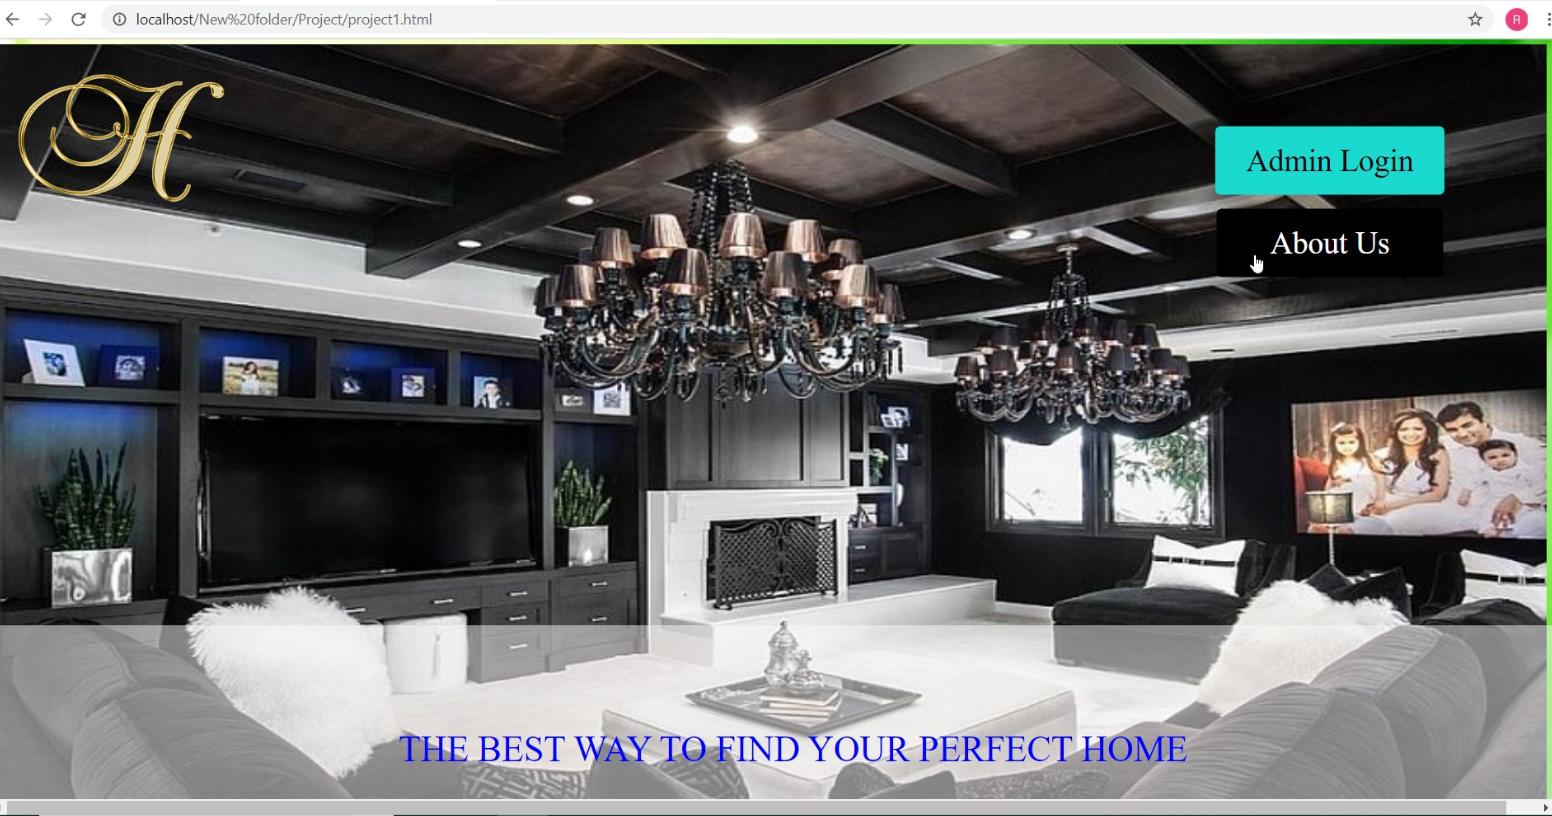 localhost/New%20folder/Project/project1.html
R
H
Admin Login
About Us
THE BEST WAY TO FIND YOUR PERFECT HOME